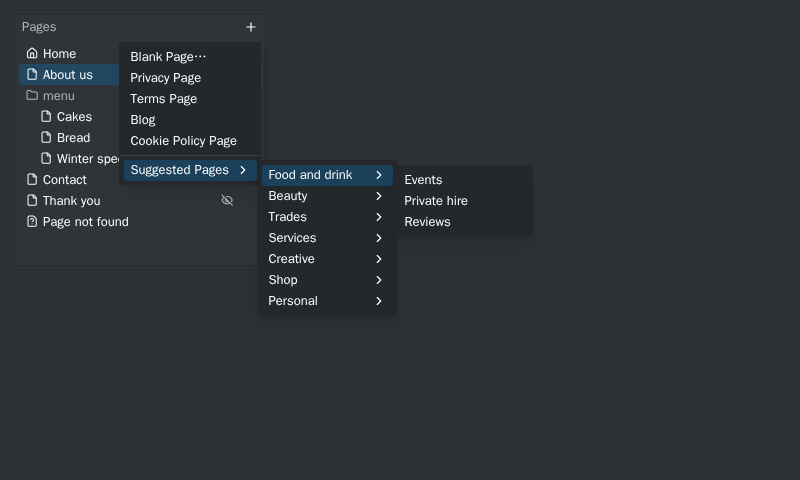 Pages
Home
About us
menu
Cakes
Bread
Winter spe
Contact
Thank you
Page not found
Blank Page···
Privacy Page
Terms Page
Blog
Cookie Policy Page
Suggested Pages
Food and drink
Beauty
Trades
Services
Creative
Shop
Personal
Events
Private hire
Reviews